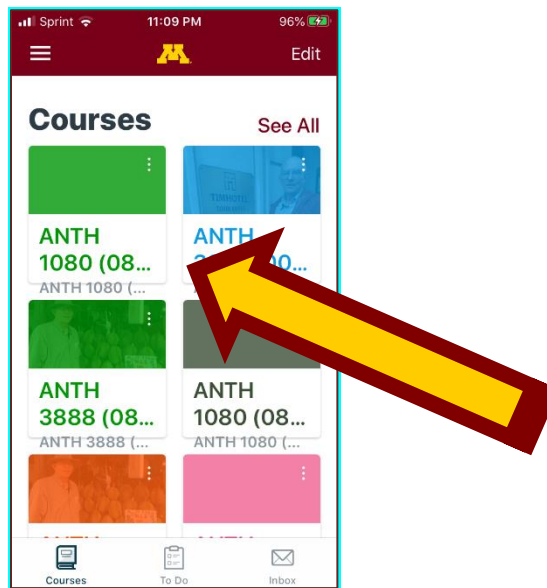 Sprint 11:09 PM 96%
M Edit
Courses See All
ANTH ANTH
1080 (08...
ANTH 1080 (...
ANTH ANTH
3888 (08... 1080 (08...
ANTH 3888 (... ANTH 1080 (...
Courses To Do Inbox